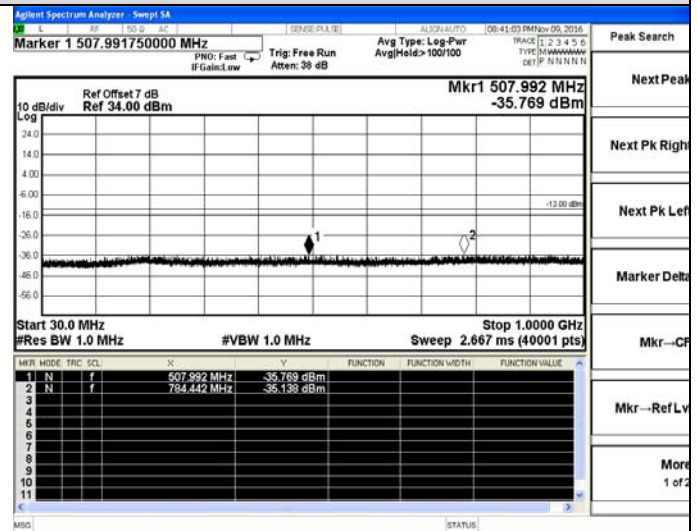 Agilent Spectrum Analyzer - Swept SA
L RF 50 Ω AC SENSE:PULSE ALIGN AUTO 08:41:03 PM Nov 09, 2016
Marker 1 507.991750000 MHz
PNO: Fast
IFGain:Low
Trig: Free Run
Atten: 38 dB
Avg Type: Log-Pwr
Avg|Hold:> 100/100
TRACE 1 2 3 4 5 6
TYPE M
DET P N N N N N
Peak Search
Mkr1 507.992 MHz
-35.769 dBm
Ref Offset 7 dB
10 dB/div Ref 34.00 dBm
Log
24.0
14.0
4.00
-6.00
-13.00 dBm
-16.0
-26.0
-36.0
-46.0
-56.0
1
2
Start 30.0 MHz Stop 1.0000 GHz
#Res BW 1.0 MHz #VBW 1.0 MHz Sweep 2.667 ms (40001 pts)
MKR MODE TRC SCL X Y FUNCTION FUNCTION WIDTH FUNCTION VALUE
1 N f 507.992 MHz -35.769 dBm
2 N f 784.442 MHz -35.138 dBm
3
4
5
6
7
8
9
10
11
MSG STATUS
Next Peak
Next Pk Right
Next Pk Left
Marker Delta
Mkr→CF
Mkr→Ref Lv
More
1 of 2